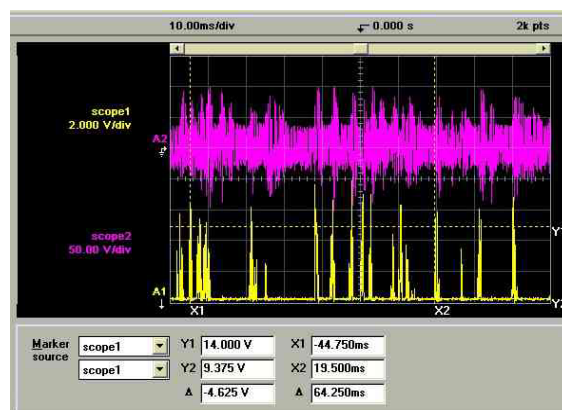 10.00ms/div 0.000 s 2k pts
scope1
2.000 V/div
A2
scope2
50.00 V/div
Y1
A1
Y2
X1 X2
Marker source scope1 Y1 14.000 V X1 -44.750ms
scope1 Y2 9.375 V X2 19.500ms
Δ -4.625 V Δ 64.250ms